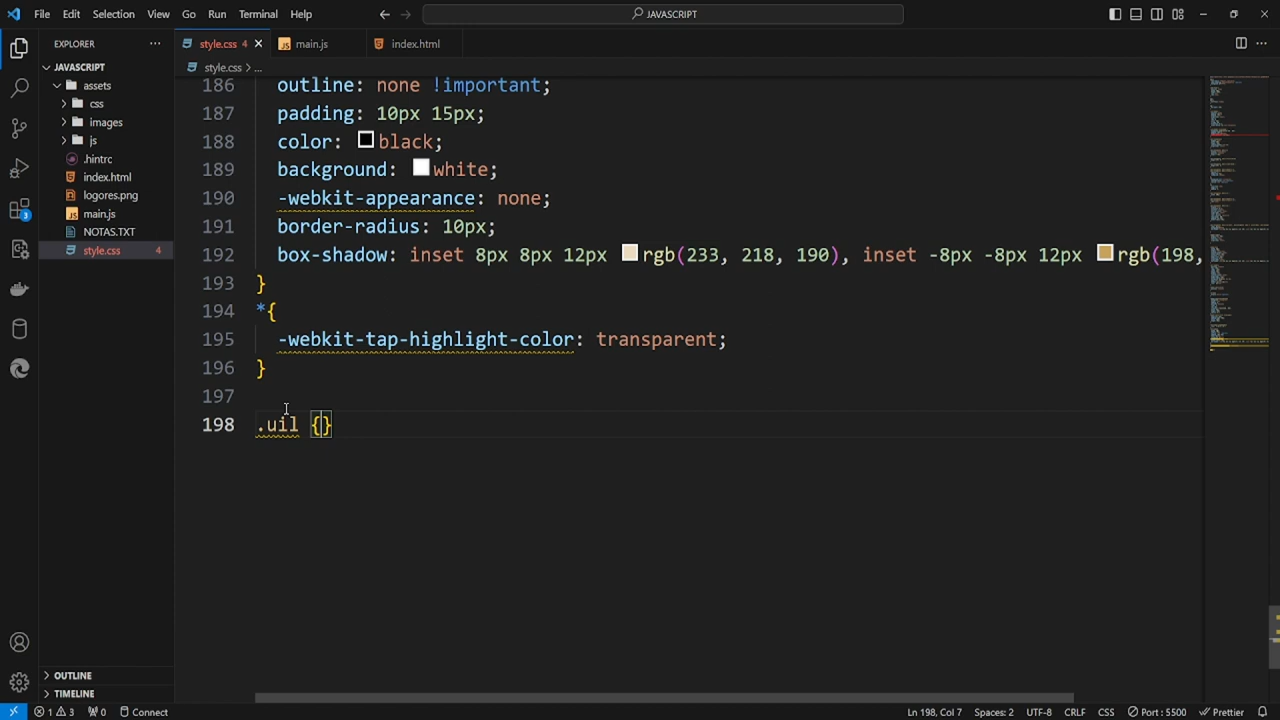 File Edit Selection View Go Run Terminal Help
JAVASCRIPT
EXPLORER
JAVASCRIPT
assets
css
images
js
.hintrc
index.html
logores.png
main.js
NOTAS.TXT
style.css 4
OUTLINE
TIMELINE
3
style.css 4
main.js
index.html
style.css > ...
186 outline: none !important;
187 padding: 10px 15px;
188 color: black;
189 background: white;
190 -webkit-appearance: none;
191 border-radius: 10px;
192 box-shadow: inset 8px 8px 12px rgb(233, 218, 190), inset -8px -8px 12px rgb(198,
193 }
194 *{
195 -webkit-tap-highlight-color: transparent;
196 }
197
198 .uil {}
1 3 0 Connect Ln 198, Col 7 Spaces: 2 UTF-8 CRLF CSS Port : 5500 Prettier